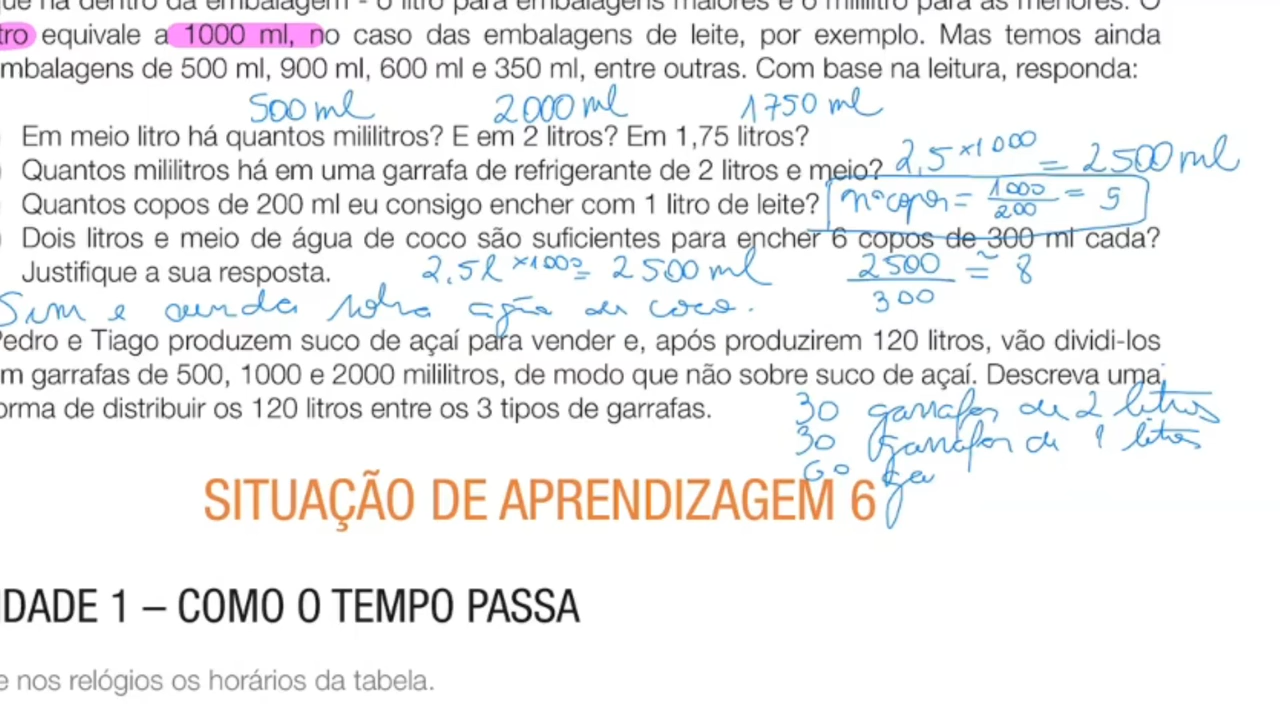 que há dentro da embalagem - o litro para embalagens maiores e o mililitro para as menores. O
tro equivale a 1000 ml, no caso das embalagens de leite, por exemplo. Mas temos ainda
mbalagens de 500 ml, 900 ml, 600 ml e 350 ml, entre outras. Com base na leitura, responda:
500 ml 2000 ml 1750 ml
) Em meio litro há quantos mililitros? E em 2 litros? Em 1,75 litros?
) Quantos mililitros há em uma garrafa de refrigerante de 2 litros e meio? 2,5 x1000 = 2500 ml
) Quantos copos de 200 ml eu consigo encher com 1 litro de leite? nº copos = 1000/200 = 5
) Dois litros e meio de água de coco são suficientes para encher 6 copos de 300 ml cada?
Justifique a sua resposta. 2,5 l x1000 = 2500 ml 2500/300 ≅ 8
Sim e ainda sobra água de coco.
Pedro e Tiago produzem suco de açaí para vender e, após produzirem 120 litros, vão dividi-los
m garrafas de 500, 1000 e 2000 mililitros, de modo que não sobre suco de açaí. Descreva uma
orma de distribuir os 120 litros entre os 3 tipos de garrafas.
30 garrafas de 2 litros
30 garrafas de 1 litros
60 ga
SITUAÇÃO DE APRENDIZAGEM 6
IDADE 1 – COMO O TEMPO PASSA
e nos relógios os horários da tabela.